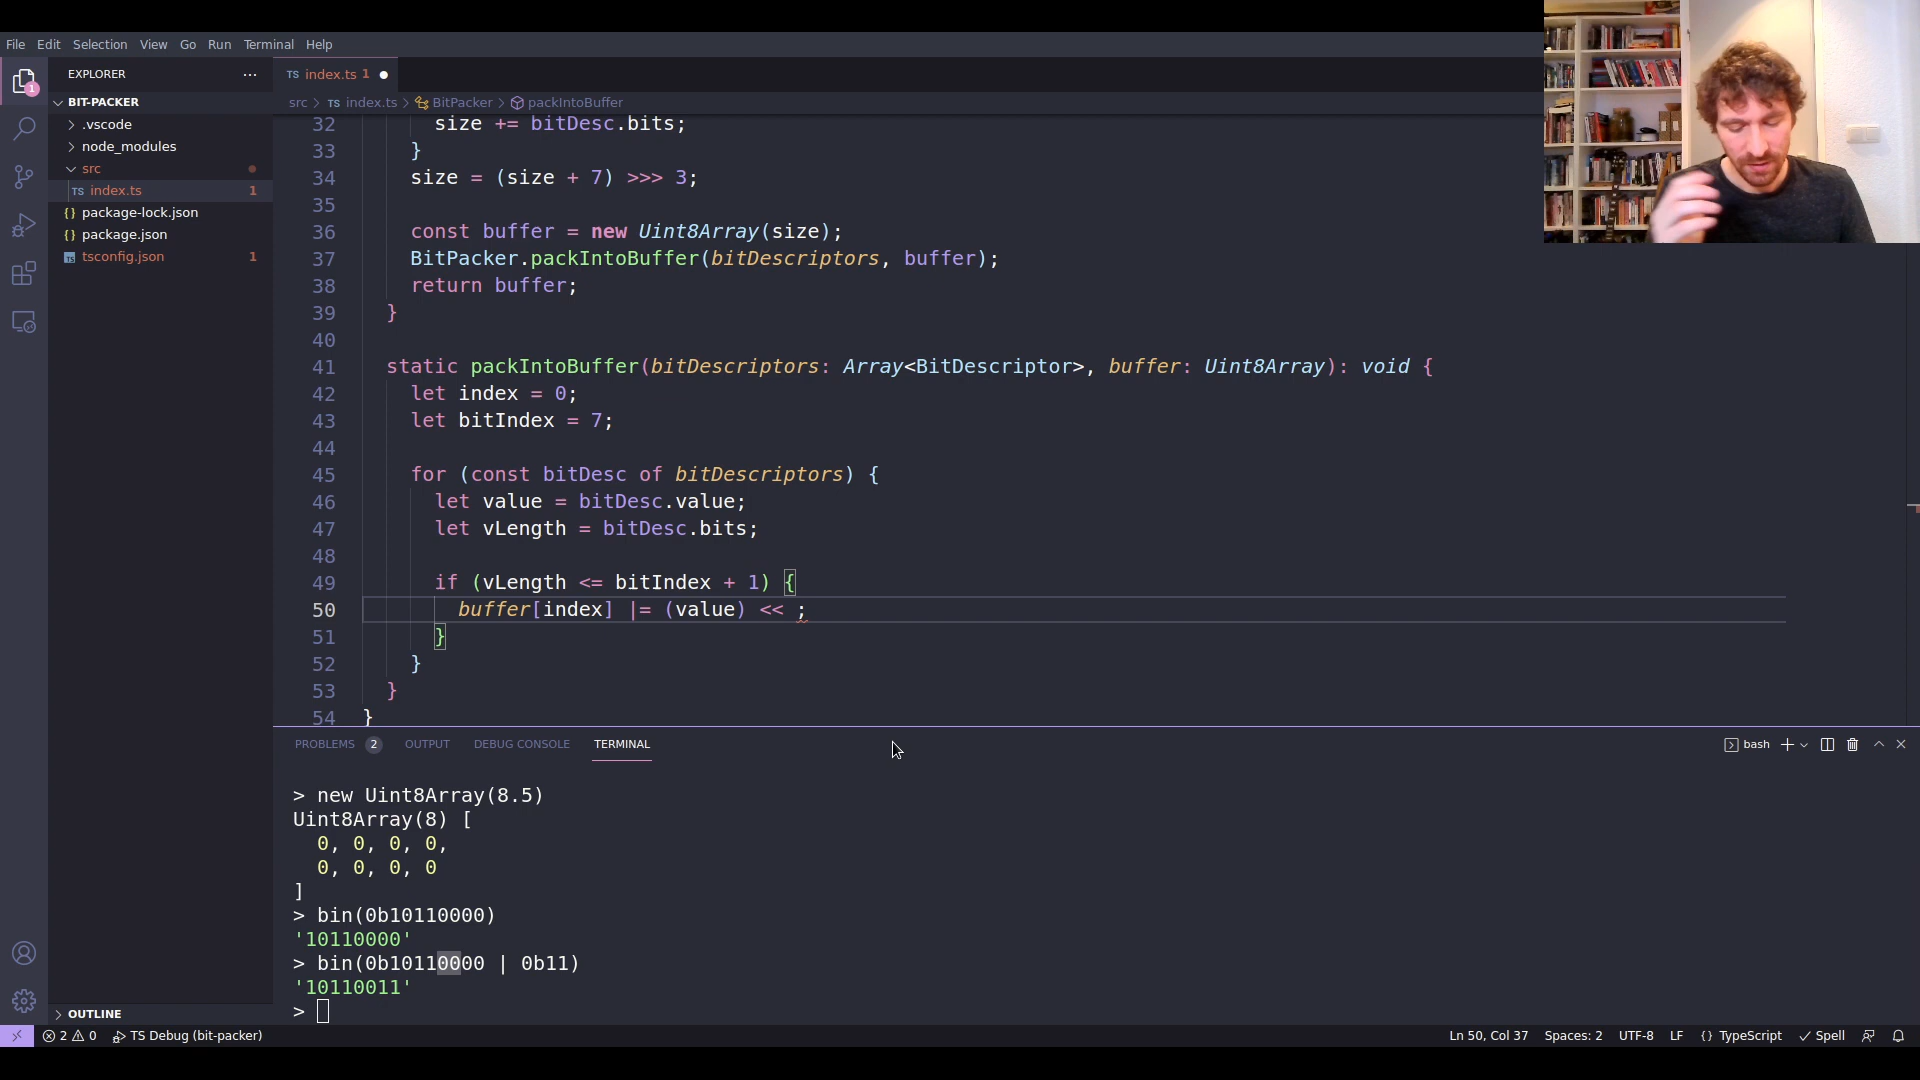 File Edit Selection View Go Run Terminal Help
EXPLORER
TS index.ts 1
1
BIT-PACKER
src > TS index.ts > BitPacker > packIntoBuffer
.vscode
node_modules
src
TS index.ts 1
{} package-lock.json
{} package.json
tsconfig.json 1
32 size += bitDesc.bits;
33 }
34 size = (size + 7) >>> 3;
35
36 const buffer = new Uint8Array(size);
37 BitPacker.packIntoBuffer(bitDescriptors, buffer);
38 return buffer;
39 }
40
41 static packIntoBuffer(bitDescriptors: Array<BitDescriptor>, buffer: Uint8Array): void {
42 let index = 0;
43 let bitIndex = 7;
44
45 for (const bitDesc of bitDescriptors) {
46 let value = bitDesc.value;
47 let vLength = bitDesc.bits;
48
49 if (vLength <= bitIndex + 1) {
50 buffer[index] |= (value) << ;
51 }
52 }
53 }
54 }
PROBLEMS 2 OUTPUT DEBUG CONSOLE TERMINAL
bash
> new Uint8Array(8.5)
Uint8Array(8) [
0, 0, 0, 0,
0, 0, 0, 0
]
> bin(0b10110000)
'10110000'
> bin(0b10110000 | 0b11)
'10110011'
>
OUTLINE
2 0 TS Debug (bit-packer)
Ln 50, Col 37 Spaces: 2 UTF-8 LF {} TypeScript Spell